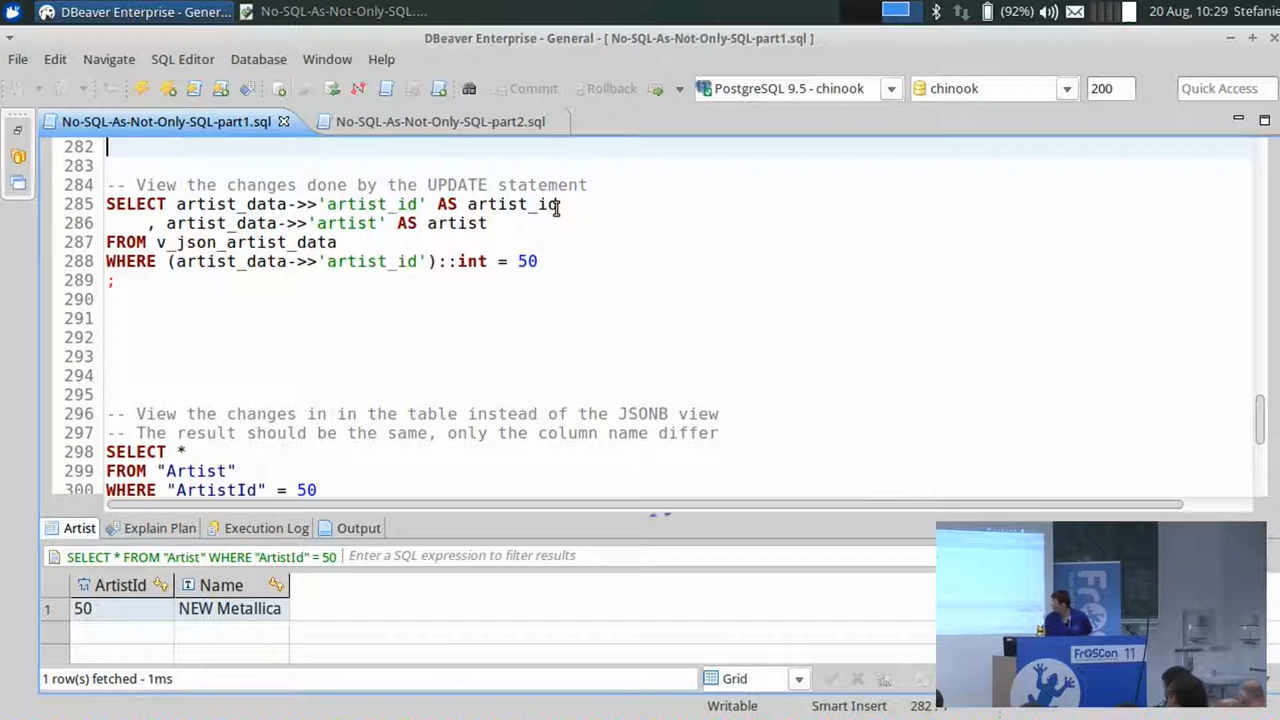 DBeaver Enterprise - Gener... No-SQL-As-Not-Only-SQL.... (92%) 20 Aug, 10:29 Stefanie
DBeaver Enterprise - General - [ No-SQL-As-Not-Only-SQL-part1.sql ]
File Edit Navigate SQL Editor Database Window Help
Commit Rollback PostgreSQL 9.5 - chinook chinook 200 Quick Access
No-SQL-As-Not-Only-SQL-part1.sql No-SQL-As-Not-Only-SQL-part2.sql
282
283
284 -- View the changes done by the UPDATE statement
285 SELECT artist_data->>'artist_id' AS artist_id
286 , artist_data->>'artist' AS artist
287 FROM v_json_artist_data
288 WHERE (artist_data->>'artist_id')::int = 50
289 ;
290
291
292
293
294
295
296 -- View the changes in in the table instead of the JSONB view
297 -- The result should be the same, only the column name differ
298 SELECT *
299 FROM "Artist"
300 WHERE "ArtistId" = 50
Artist Explain Plan Execution Log Output
SELECT * FROM "Artist" WHERE "ArtistId" = 50 Enter a SQL expression to filter results
ArtistId Name
1 50 NEW Metallica
1 row(s) fetched - 1ms Grid
Writable Smart Insert
FrOSCon 11